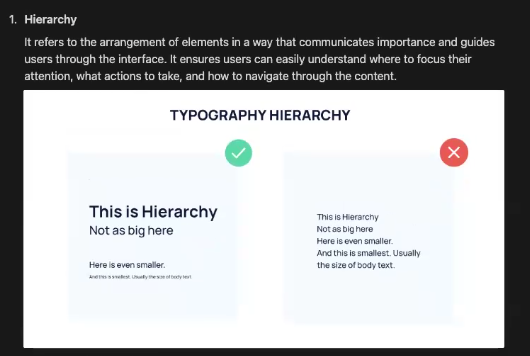 1. Hierarchy
It refers to the arrangement of elements in a way that communicates importance and guides
users through the interface. It ensures users can easily understand where to focus their
attention, what actions to take, and how to navigate through the content.
TYPOGRAPHY HIERARCHY
This is Hierarchy
Not as big here
Here is even smaller.
And this is smallest. Usually the size of body text.
This is Hierarchy
Not as big here
Here is even smaller.
And this is smallest. Usually
the size of body text.